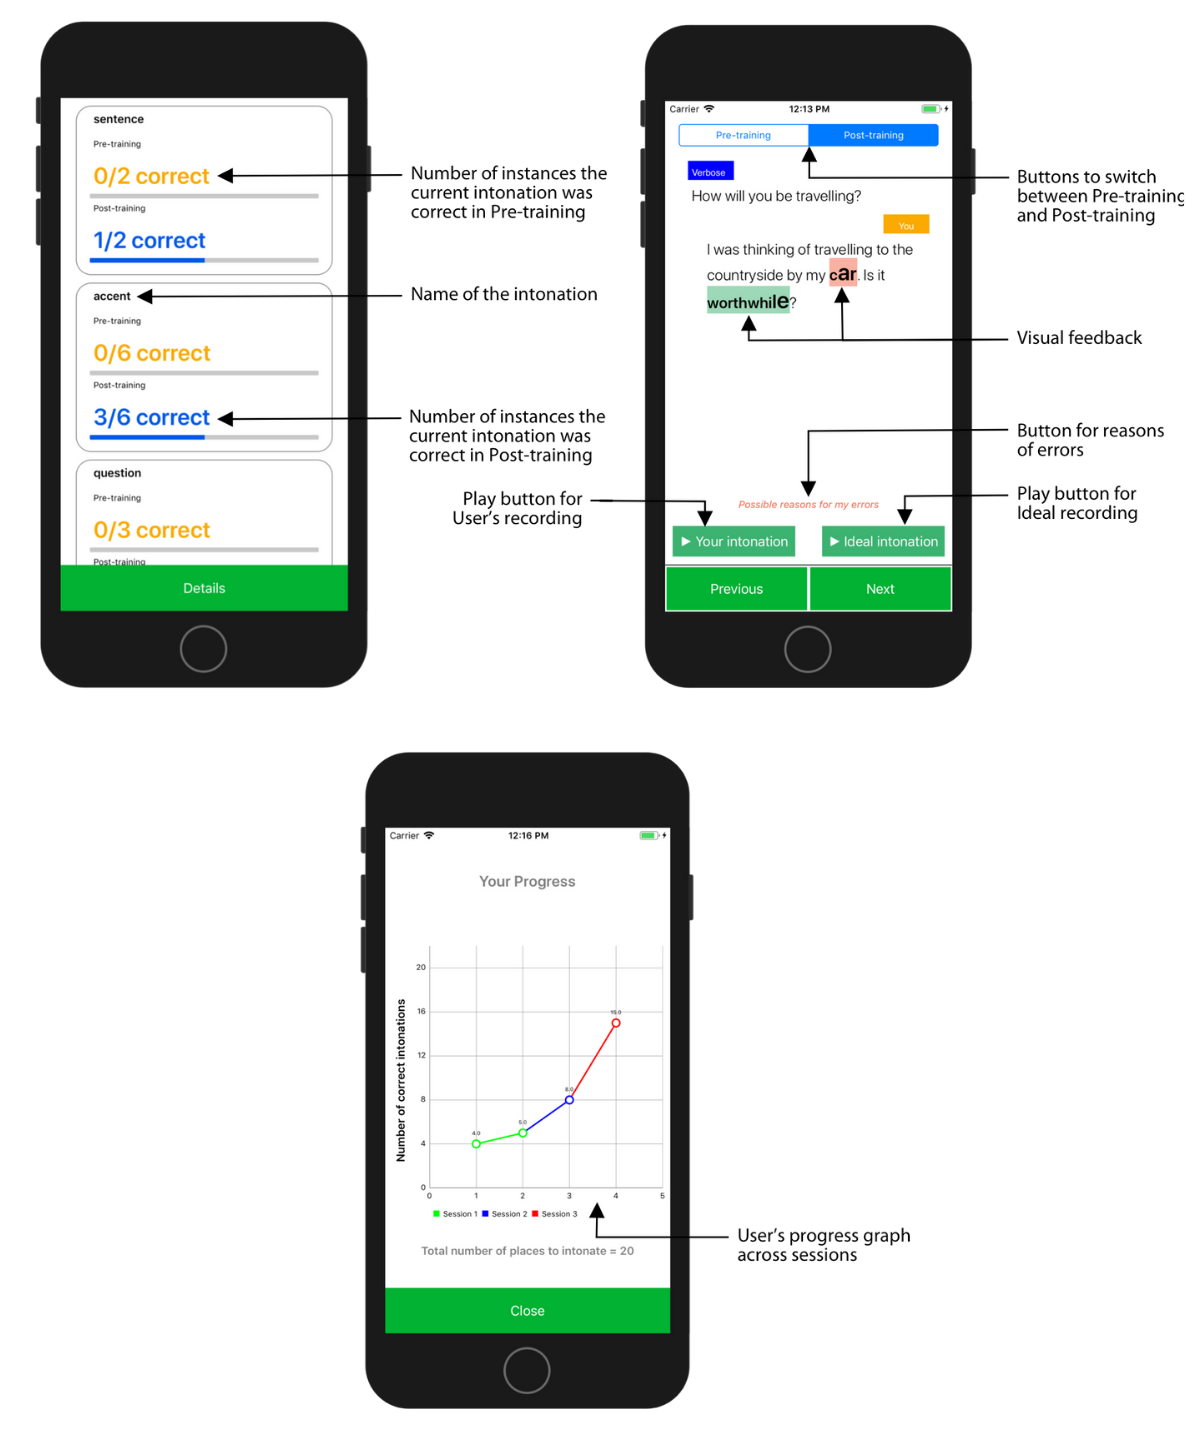 sentence
Pre-training
0/2 correct
Post-training
1/2 correct
accent
Pre-training
0/6 correct
Post-training
3/6 correct
question
Pre-training
0/3 correct
Post-training
Details
Number of instances the
current intonation was
correct in Pre-training
Name of the intonation
Number of instances the
current intonation was
correct in Post-training
Carrier 12:13 PM
Pre-training Post-training
Verbose
How will you be travelling?
You
I was thinking of travelling to the
countryside by my car. Is it
worthwhile?
Possible reasons for my errors
Your intonation Ideal intonation
Previous Next
Play button for
User's recording
Buttons to switch
between Pre-training
and Post-training
Visual feedback
Button for reasons
of errors
Play button for
Ideal recording
Carrier 12:16 PM
Your Progress
Number of correct intonations
20
16
12
8
4
0
15.0
8.0
5.0
4.0
0 1 2 3 4 5
Session 1 Session 2 Session 3
Total number of places to intonate = 20
Close
User's progress graph
across sessions